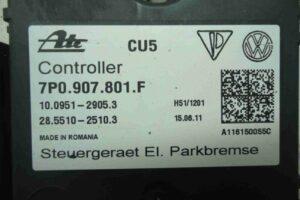 Ate CU5
Controller
7P0.907.801.F
10.0951-2905.3 HS1/1201
28.5510-2510.3 15.06.11
MADE IN ROMANIA A116150055C
Steuergeraet El. Parkbremse